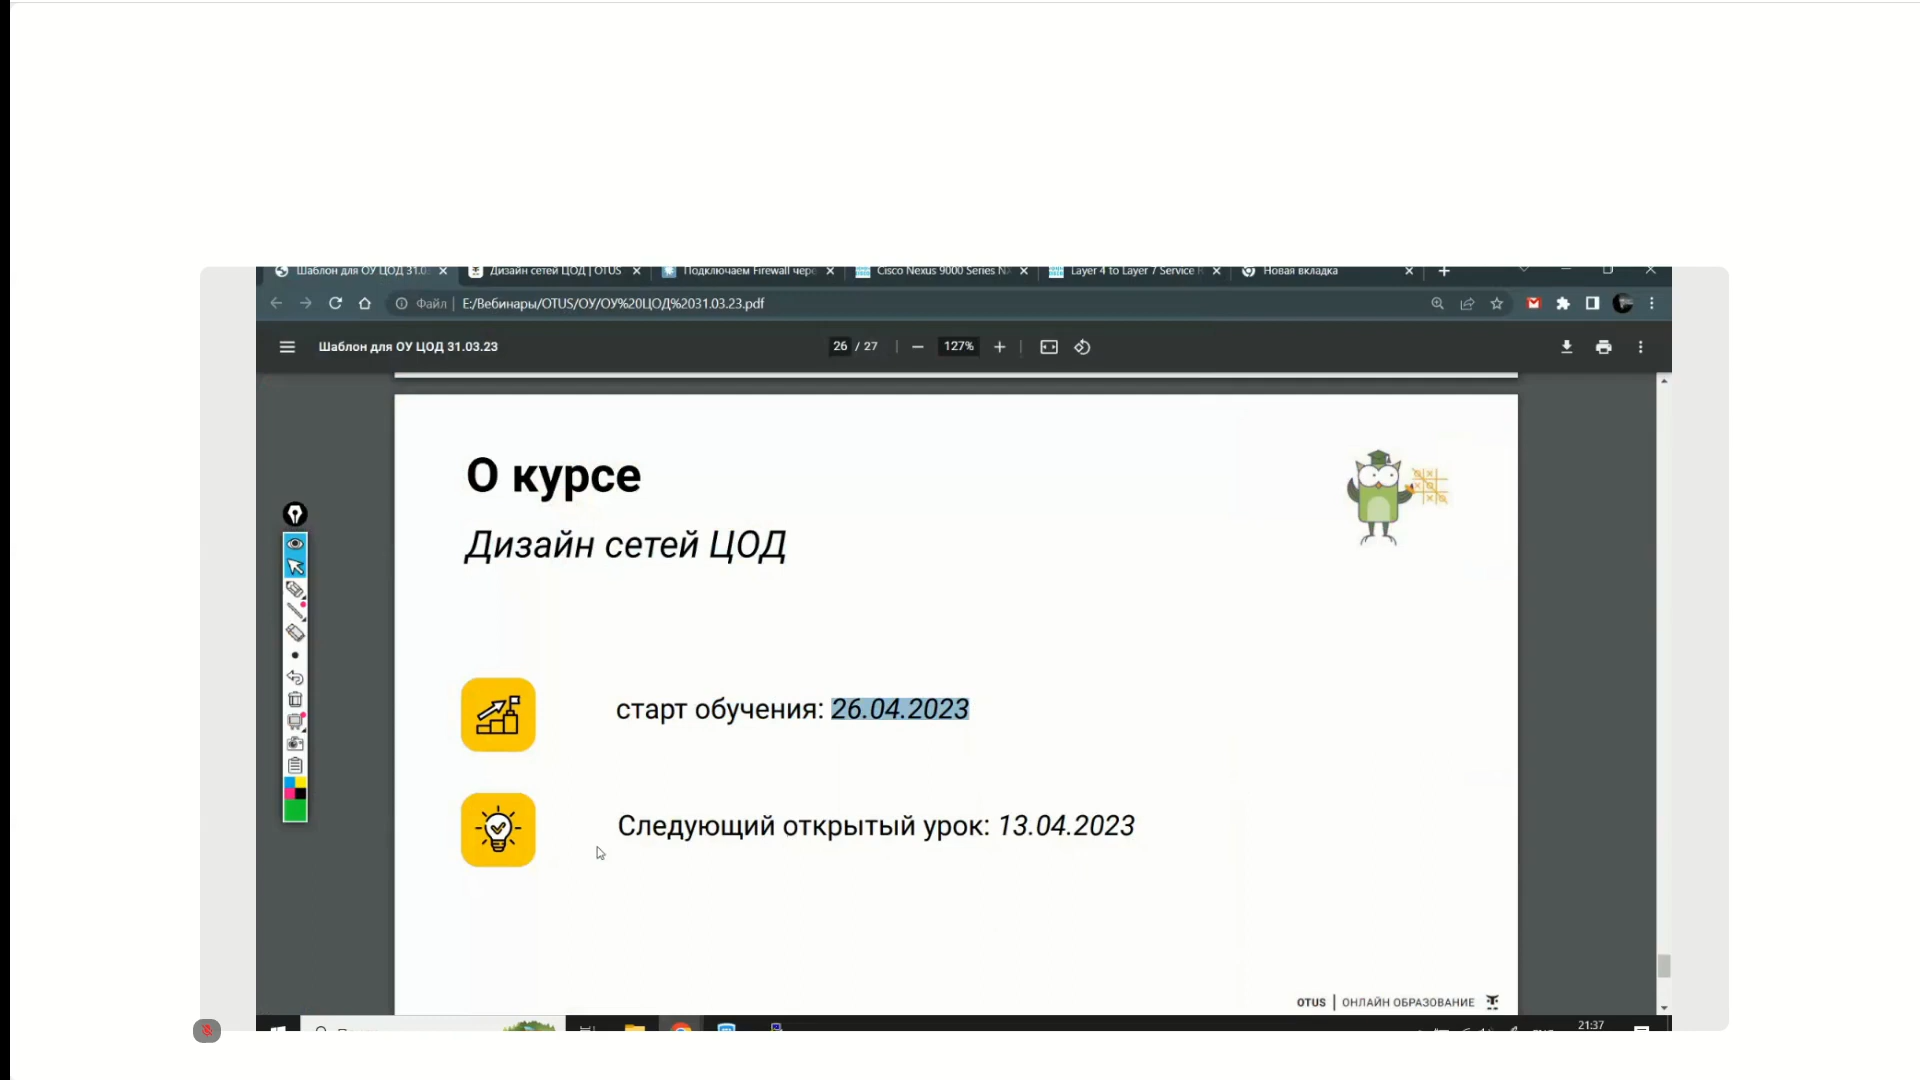 Шаблон для ОУ ЦОД 31.0
Дизайн сетей ЦОД | OTUS
Подключаем Firewall чере
Cisco Nexus 9000 Series N
Layer 4 to Layer 7 Service
Новая вкладка
Файл | E:/Вебинары/OTUS/ОУ/ОУ%20ЦОД%2031.03.23.pdf
Шаблон для ОУ ЦОД 31.03.23
26 / 27
127%
О курсе
Дизайн сетей ЦОД
старт обучения: 26.04.2023
Следующий открытый урок: 13.04.2023
OTUS | ОНЛАЙН ОБРАЗОВАНИЕ
21:37